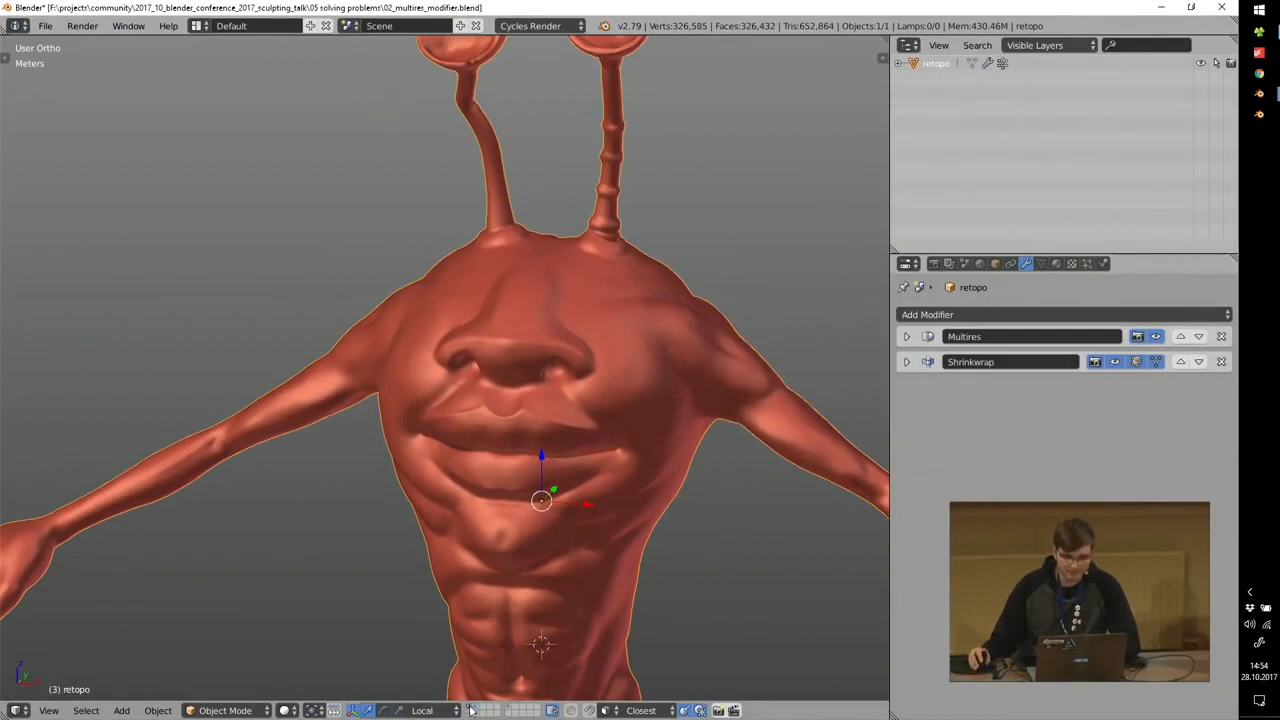 Blender* [F:\projects\community\2017_10_blender_conference_2017_sculpting_talk\05 solving problems\02_multires_modifier.blend]
File Render Window Help Default Scene Cycles Render v2.79 | Verts:326,585 | Faces:326,432 | Tris:652,864 | Objects:1/1 | Lamps:0/0 | Mem:430.46M | retopo
User Ortho
Meters
View Search Visible Layers
retopo
retopo
Add Modifier
Multires
Shrinkwrap
(3) retopo
View Select Add Object Object Mode Local Closest
14:54
28.10.2017